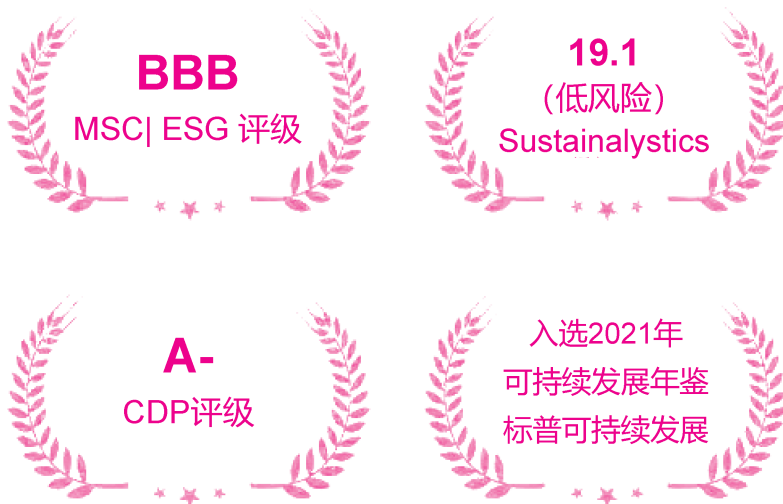 BBB
MSC| ESG 评级
19.1
（低风险）
Sustainalystics
A-
CDP评级
入选2021年
可持续发展年鉴
标普可持续发展